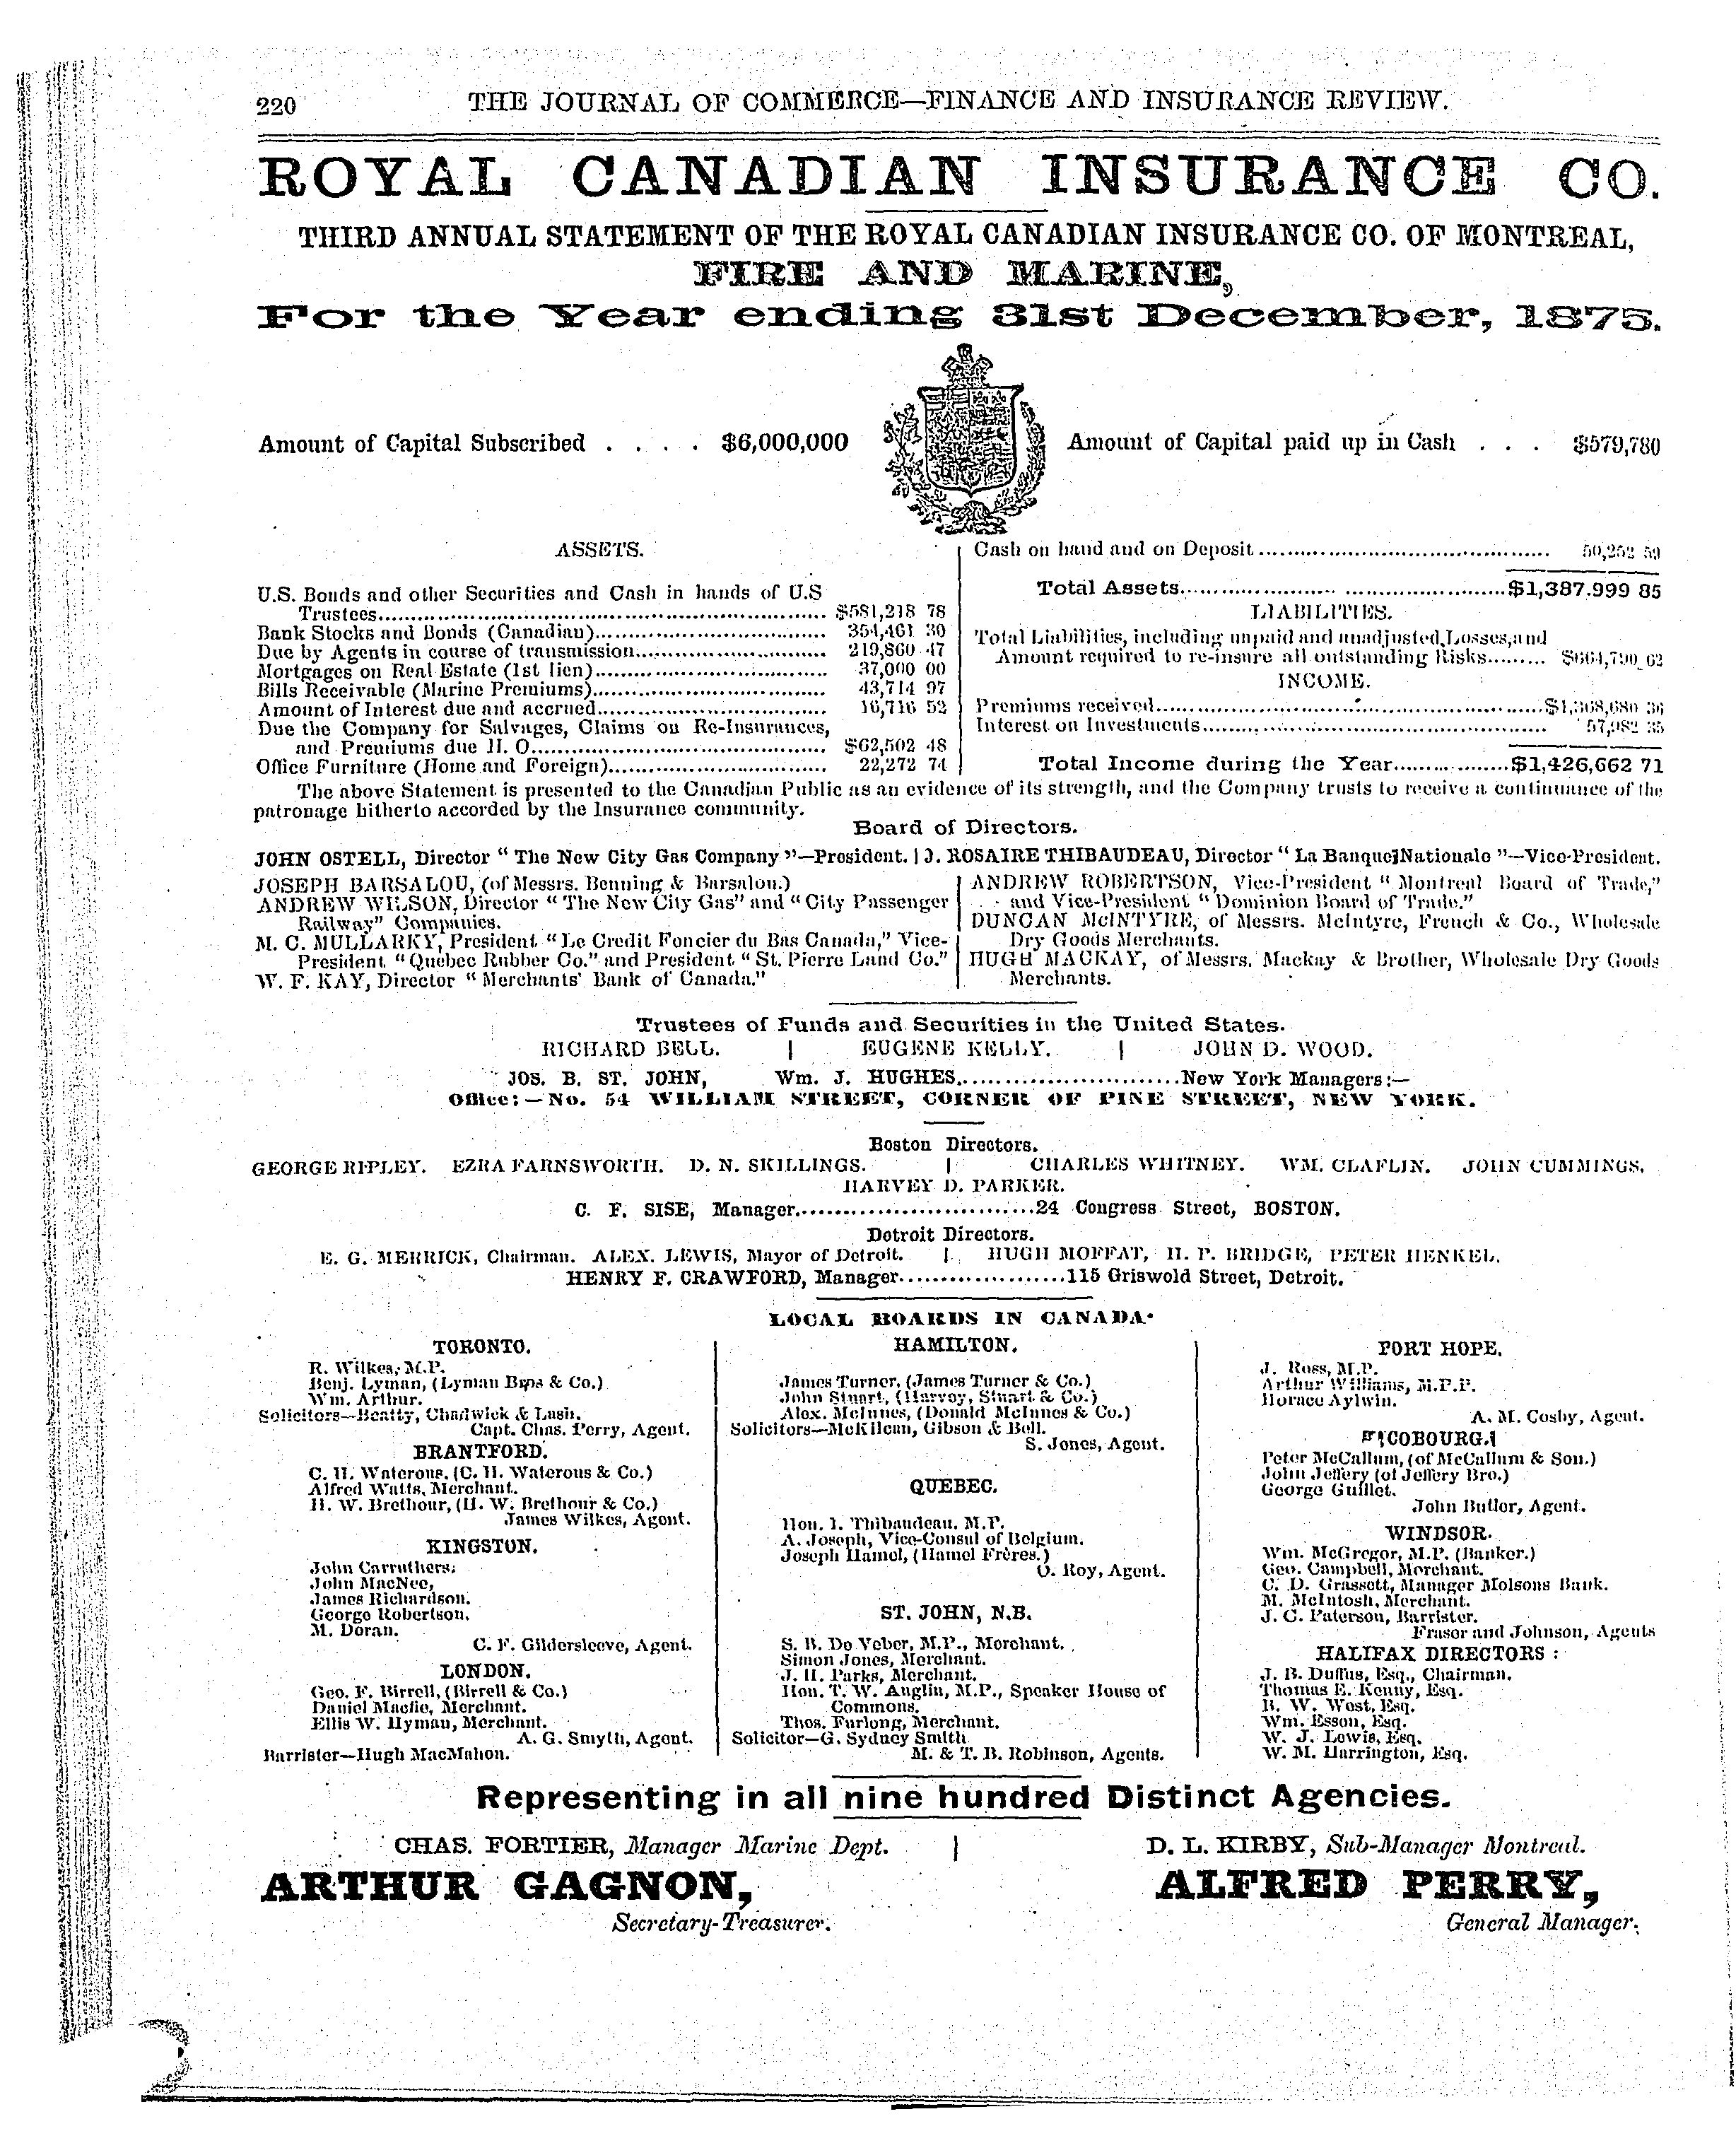 220 THE JOURNAL OF COMMERCE—FINANCE AND INSURANCE REVIEW.
ROYAL CANADIAN INSURANCE CO.
THIRD ANNUAL STATEMENT OF THE ROYAL CANADIAN INSURANCE CO. OF MONTREAL,
FIRE AND MARINE,
For the Year ending 31st December, 1875.
Amount of Capital Subscribed . . . . $6,000,000
Amount of Capital paid up in Cash . . . $579,780
ASSETS.
U.S. Bonds and other Securities and Cash in hands of U.S
Trustees........ $581,218 78
Bank Stocks and Bonds (Canadian)........ 354,461 30
Due by Agents in course of transmission........ 219,860 47
Mortgages on Real Estate (1st lien)........ 37,000 00
Bills Receivable (Marine Premiums)........ 43,714 97
Amount of Interest due and accrued........ 16,716 52
Due the Company for Salvages, Claims on Re-Insurances,
and Premiums due H. O........ $62,502 48
Office Furniture (Home and Foreign)........ 22,272 74
Cash on hand and on Deposit........ 50,252 59
Total Assets........ $1,387.999 85
LIABILITIES.
Total Liabilities, including unpaid and unadjusted, Losses, and
Amount required to re-insure all outstanding Risks........ $664,790 62
INCOME.
Premiums received........ $1,368,680 36
Interest on Investments........ 57,982 35
Total Income during the Year........ $1,426,662 71
The above Statement is presented to the Canadian Public as an evidence of its strength, and the Company trusts to receive a continuance of the
patronage hitherto accorded by the Insurance community.
Board of Directors.
JOHN OSTELL, Director "The New City Gas Company"—President. | J. ROSAIRE THIBAUDEAU, Director "La Banque Nationale"—Vice-President.
JOSEPH BARSALOU, (of Messrs. Benning & Barsalou.)
ANDREW WILSON, Director "The New City Gas" and "City Passenger
Railway" Companies.
M. C. MULLARKY, President "Le Credit Foncier du Bas Canada," Vice-
President "Quebec Rubber Co." and President "St. Pierre Land Co."
W. F. KAY, Director "Merchants' Bank of Canada."
ANDREW ROBERTSON, Vice-President "Montreal Board of Trade,"
and Vice-President "Dominion Board of Trade."
DUNCAN McINTYRE, of Messrs. McIntyre, French & Co., Wholesale
Dry Goods Merchants.
HUGH MACKAY, of Messrs. Mackay & Brother, Wholesale Dry Goods
Merchants.
Trustees of Funds and Securities in the United States.
RICHARD BELL. | EUGENE KELLY. | JOHN D. WOOD.
JOS. B. ST. JOHN, Wm. J. HUGHES........ New York Managers:—
Office:—No. 54 WILLIAM STREET, CORNER OF PINE STREET, NEW YORK.
Boston Directors.
GEORGE RIPLEY. EZRA FARNSWORTH. D. N. SKILLINGS. | CHARLES WHITNEY. WM. CLAFLIN. JOHN CUMMINGS.
HARVEY D. PARKER.
C. F. SISE, Manager........ 24 Congress Street, BOSTON.
Detroit Directors.
E. G. MERRICK, Chairman. ALEX. LEWIS, Mayor of Detroit. | HUGH MOFFAT, H. P. BRIDGE, PETER HENKEL.
HENRY F. CRAWFORD, Manager........ 115 Griswold Street, Detroit.
LOCAL BOARDS IN CANADA.
TORONTO.
R. Wilkes, M.P.
Benj. Lyman, (Lyman Bros & Co.)
Wm. Arthur.
Solicitors—Beatty, Chadwick & Lash.
Capt. Chas. Perry, Agent.
BRANTFORD.
C. H. Waterous, (C. H. Waterous & Co.)
Alfred Watts, Merchant.
H. W. Brethour, (H. W. Brethour & Co.)
James Wilkes, Agent.
KINGSTON.
John Carruthers,
John MacNee,
James Richardson.
George Robertson.
M. Doran.
C. F. Gildersleeve, Agent.
LONDON.
Geo. F. Birrell, (Birrell & Co.)
Daniel Macfie, Merchant.
Ellis W. Hyman, Merchant.
A. G. Smyth, Agent.
Barrister—Hugh MacMahon.
HAMILTON.
James Turner, (James Turner & Co.)
John Stuart, (Harvey, Stuart & Co.)
Alex. McInnes, (Donald McInnes & Co.)
Solicitors—McKilcan, Gibson & Bell.
S. Jones, Agent.
QUEBEC.
Hon. I. Thibaudeau, M.P.
A. Joseph, Vice-Consul of Belgium.
Joseph Hamel, (Hamel Frères.)
O. Roy, Agent.
ST. JOHN, N.B.
S. B. De Veber, M.P., Merchant.
Simon Jones, Merchant.
J. H. Parks, Merchant.
Hon. T. W. Anglin, M.P., Speaker House of
Commons.
Thos. Furlong, Merchant.
Solicitor—G. Sydney Smith
M. & T. B. Robinson, Agents.
PORT HOPE.
J. Ross, M.P.
Arthur Williams, M.P.P.
Horace Aylwin.
A. M. Cosby, Agent.
COBOURG.
Peter McCallum, (of McCallum & Son.)
John Jeffery (of Jeffery Bro.)
George Guillet.
John Butler, Agent.
WINDSOR.
Wm. McGregor, M.P. (Banker.)
Geo. Campbell, Merchant.
C. D. Grassett, Manager Molsons Bank.
M. McIntosh, Merchant.
J. C. Paterson, Barrister.
Fraser and Johnson, Agents
HALIFAX DIRECTORS :
J. B. Duffus, Esq., Chairman.
Thomas E. Kenny, Esq.
R. W. West, Esq.
Wm. Esson, Esq.
W. J. Lewis, Esq.
W. M. Harrington, Esq.
Representing in all nine hundred Distinct Agencies.
CHAS. FORTIER, Manager Marine Dept. | D. L. KIRBY, Sub-Manager Montreal.
ARTHUR GAGNON,
Secretary-Treasurer.
ALFRED PERRY,
General Manager.